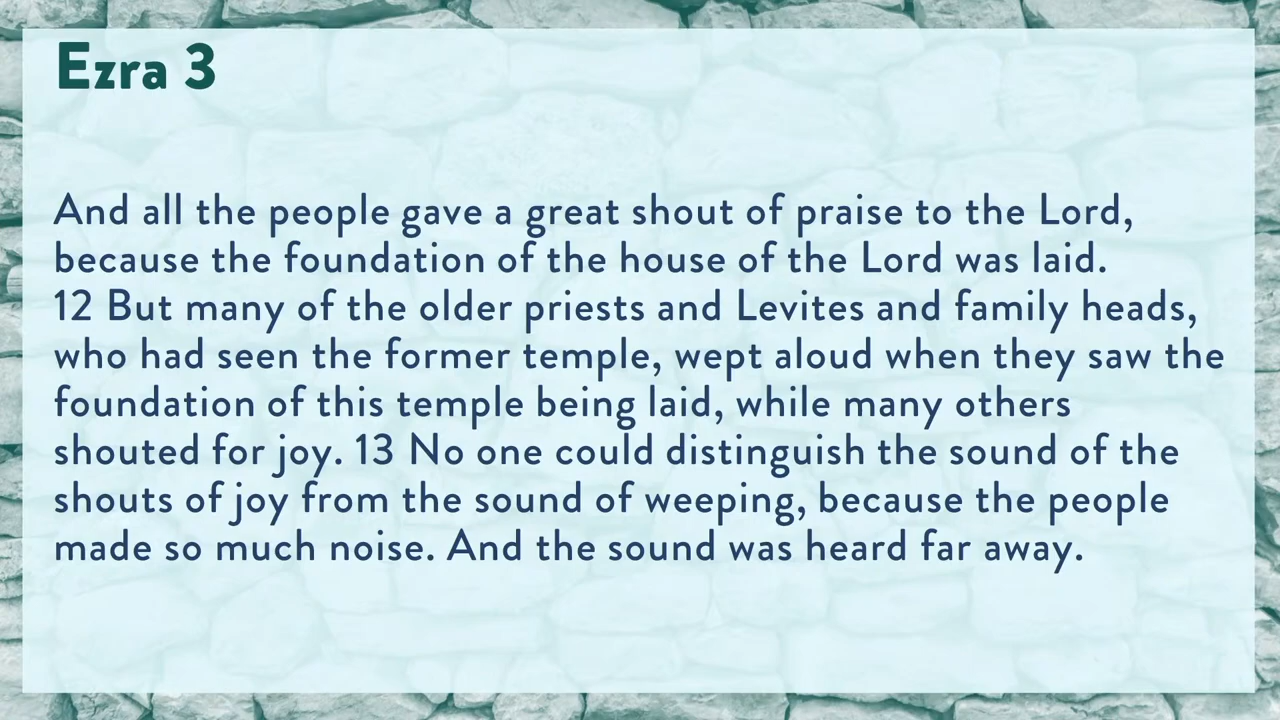 Ezra 3
And all the people gave a great shout of praise to the Lord,
because the foundation of the house of the Lord was laid.
12 But many of the older priests and Levites and family heads,
who had seen the former temple, wept aloud when they saw the
foundation of this temple being laid, while many others
shouted for joy. 13 No one could distinguish the sound of the
shouts of joy from the sound of weeping, because the people
made so much noise. And the sound was heard far away.